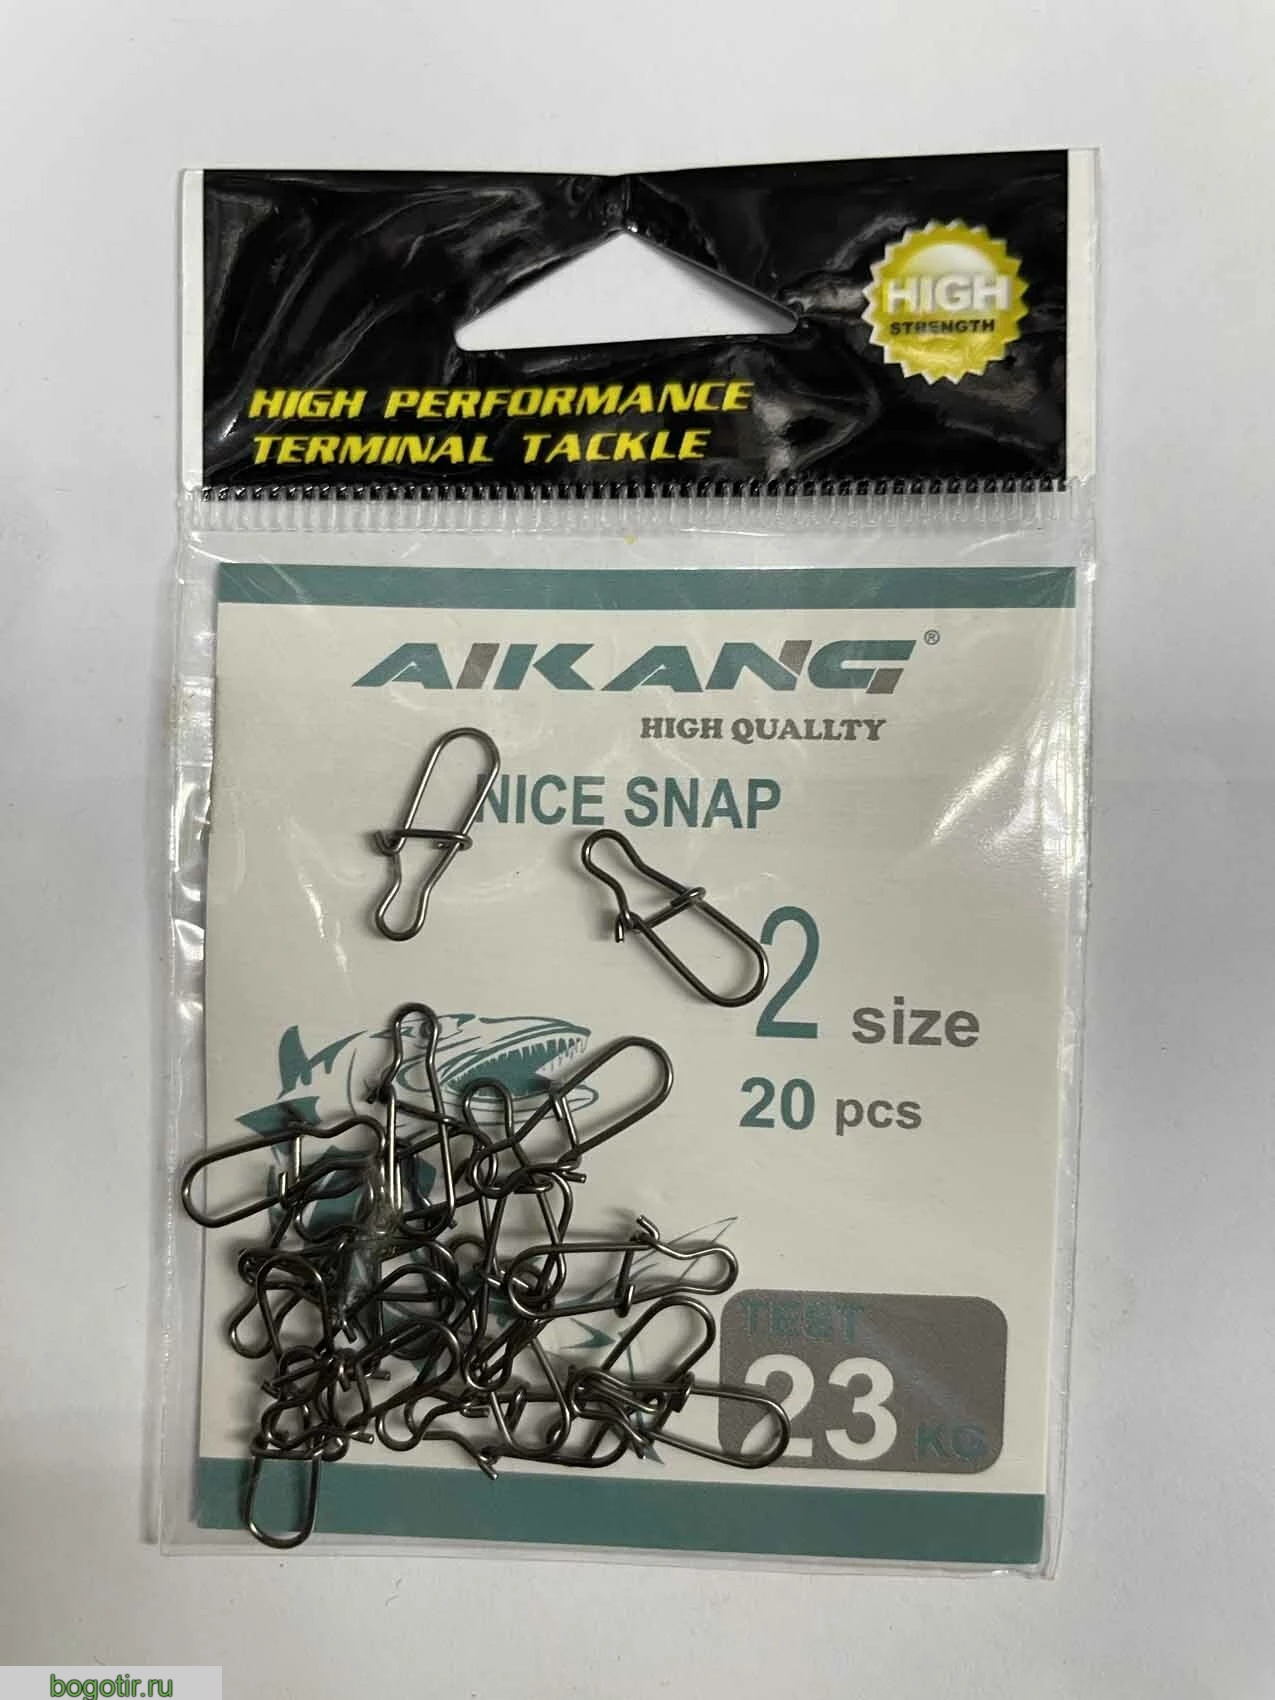 HIGH
STRENGTH
HIGH PERFORMANCE
TERMINAL TACKLE
AIKANG®
HIGH QUALLTY
NICE SNAP
2 size
20 pcs
TEST
23 KG
bogotir.ru